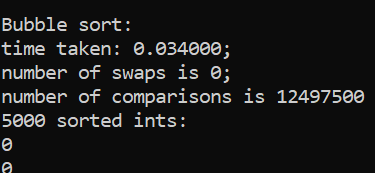 Bubble sort:
time taken: 0.034000;
number of swaps is 0;
number of comparisons is 12497500
5000 sorted ints:
0
0